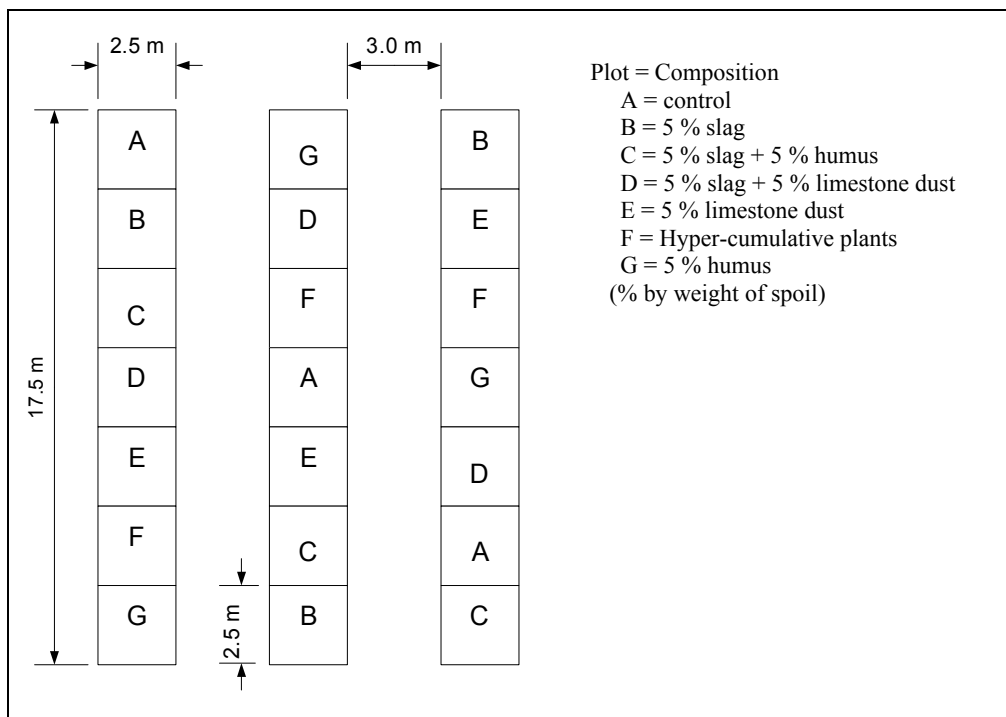 2.5 m
3.0 m
17.5 m
A
B
C
D
E
F
G
G
D
F
A
E
C
B
2.5 m
B
E
F
G
D
A
C
Plot = Composition
A = control
B = 5 % slag
C = 5 % slag + 5 % humus
D = 5 % slag + 5 % limestone dust
E = 5 % limestone dust
F = Hyper-cumulative plants
G = 5 % humus
(% by weight of spoil)